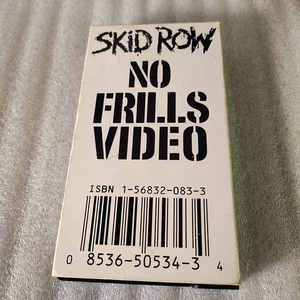 SKID ROW
NO
FRILLS
VIDEO
ISBN 1-56832-083-3
0 8536-50534-3 4